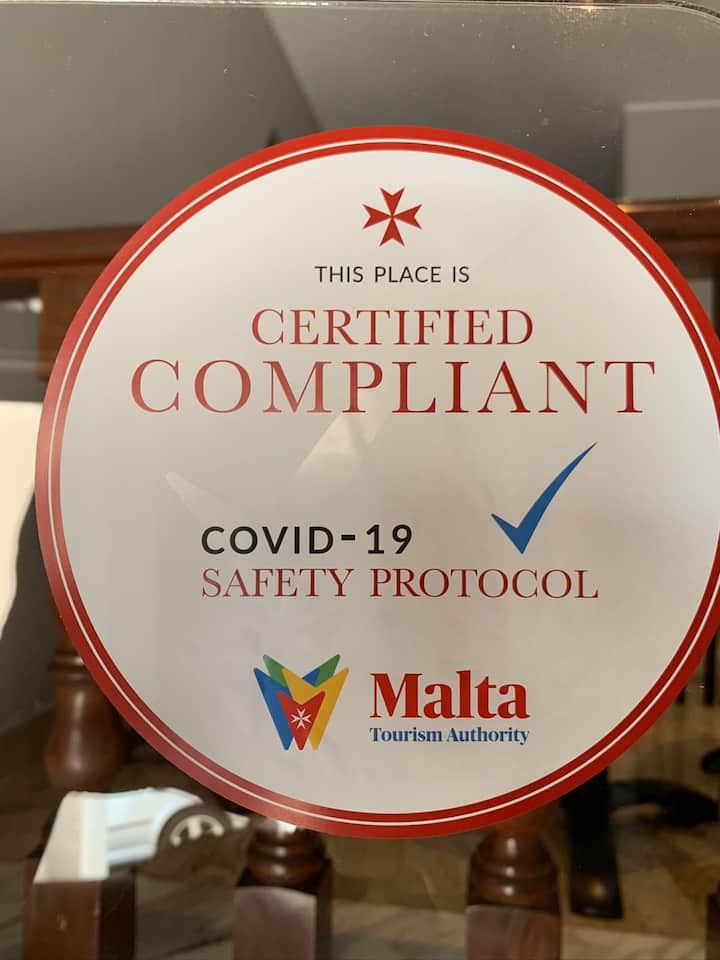 THIS PLACE IS
CERTIFIED
COMPLIANT
COVID-19
SAFETY PROTOCOL
Malta
Tourism Authority